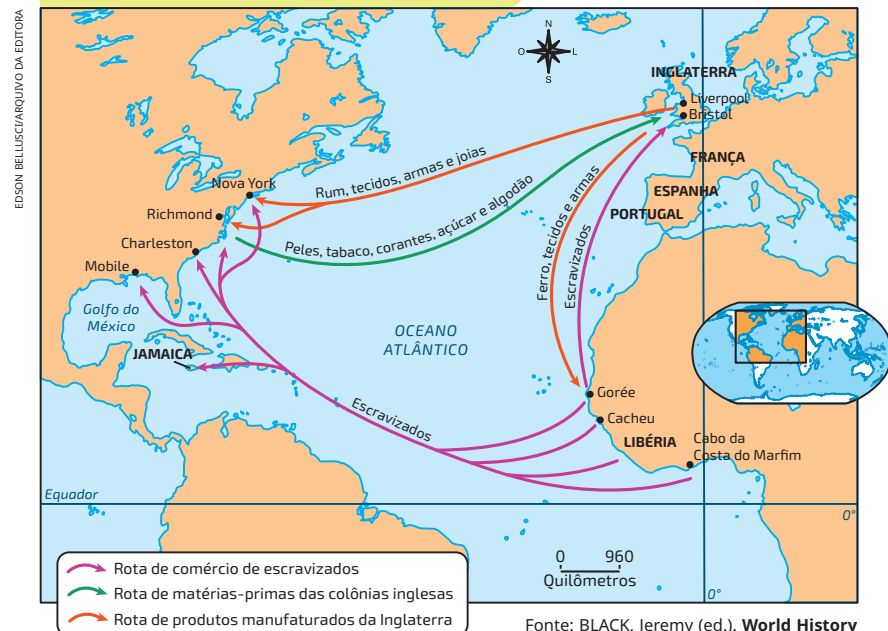 EDSON BELLUSCI/ARQUIVO DA EDITORA
N
O
L
S
INGLATERRA
Liverpool
Bristol
FRANÇA
ESPANHA
PORTUGAL
Nova York
Rum, tecidos, armas e joias
Richmond
Peles, tabaco, corantes, açúcar e algodão
Charleston
Mobile
Ferro, tecidos e armas
Escravizados
Golfo do
México
OCEANO
ATLÂNTICO
JAMAICA
Escravizados
Gorée
Cacheu
LIBÉRIA
Cabo da
Costa do Marfim
Equador
0°
0 960
Quilômetros
0°
Rota de comércio de escravizados
Rota de matérias-primas das colônias inglesas
Rota de produtos manufaturados da Inglaterra
Fonte: BLACK, Jeremy (ed.). World History